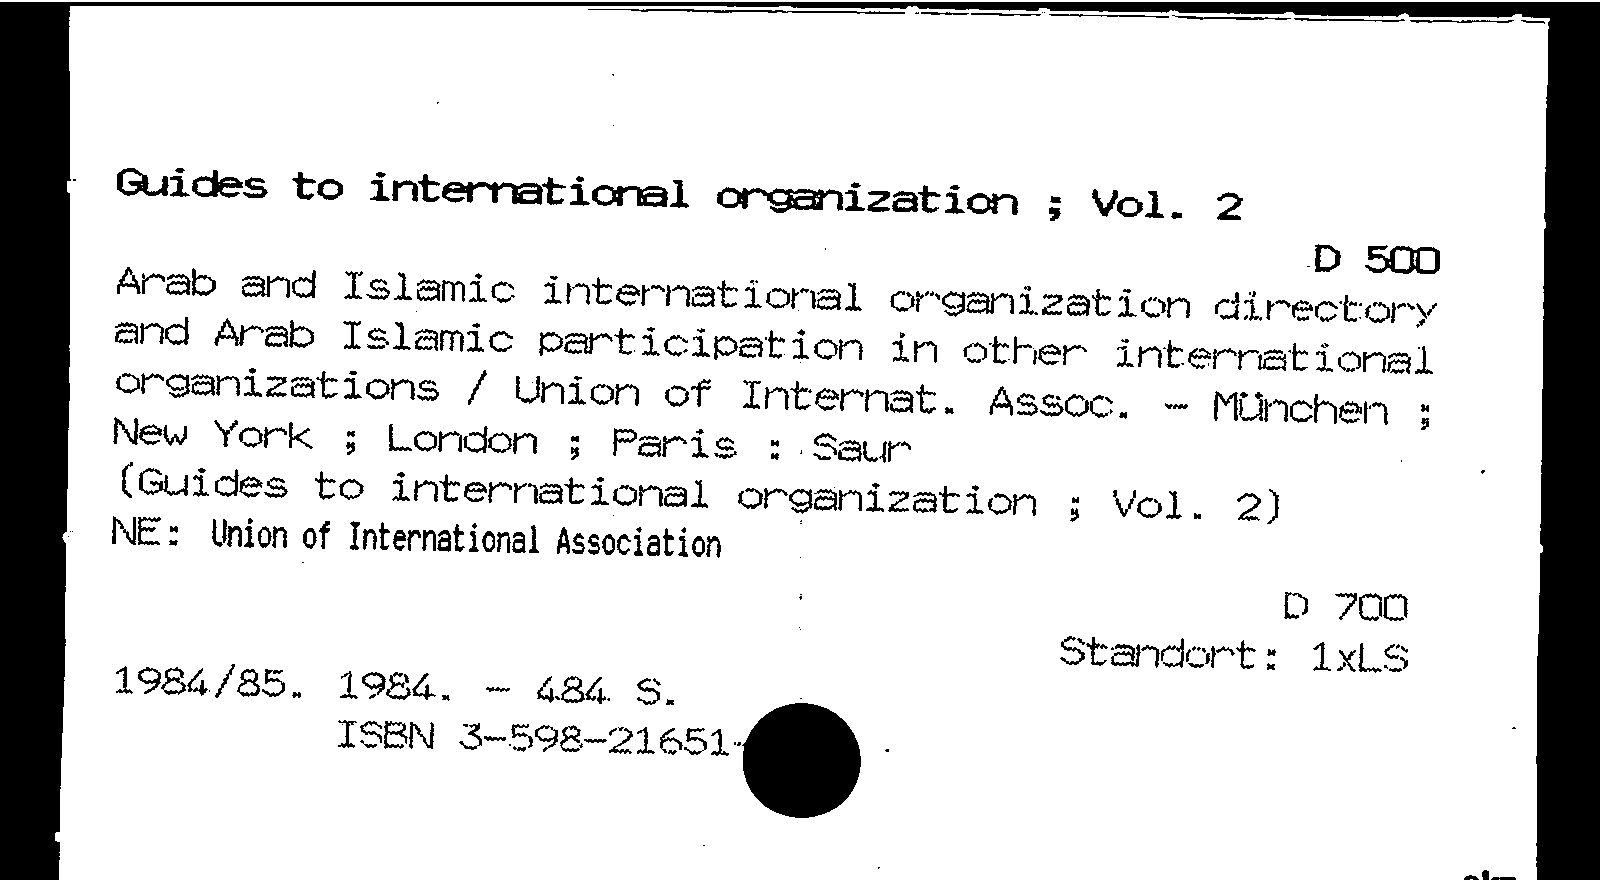 Guides to international organization ; Vol. 2
D 500
Arab and Islamic international organization directory
and Arab Islamic participation in other international
organizations / Union of Internat. Assoc. - München ;
New York ; London ; Paris : Saur
(Guides to international organization ; Vol. 2)
NE: Union of International Association
D 700
Standort: 1xLS
1984/85. 1984. - 484 S.
ISBN 3-598-21651-